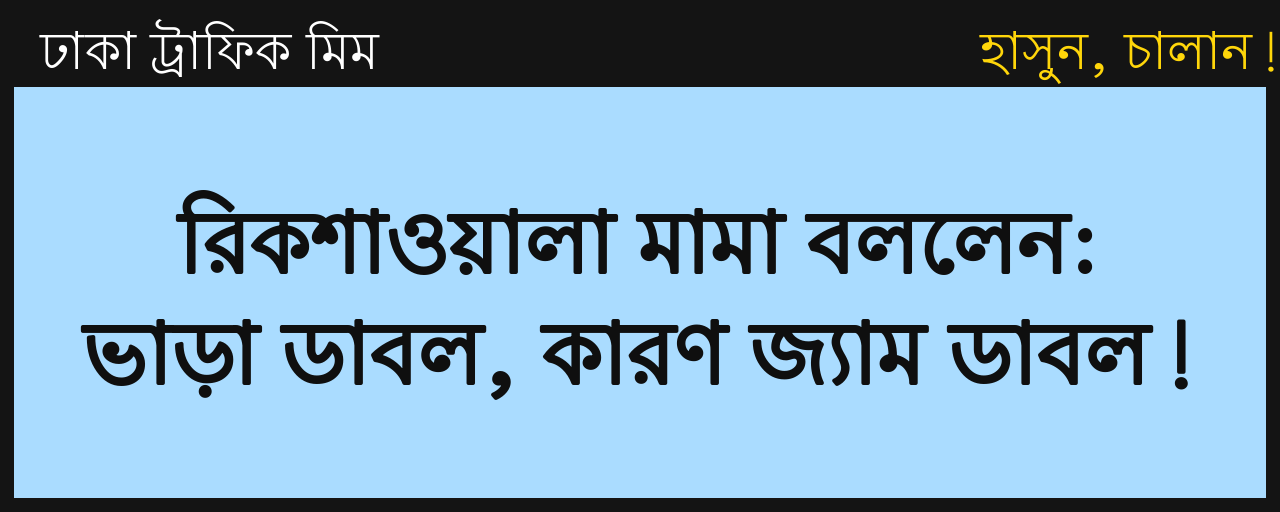 ঢাকা ট্রাফিক মিম
হাসুন, চালান!
রিকশাওয়ালা মামা বললেন:
ভাড়া ডাবল, কারণ জ্যাম ডাবল!